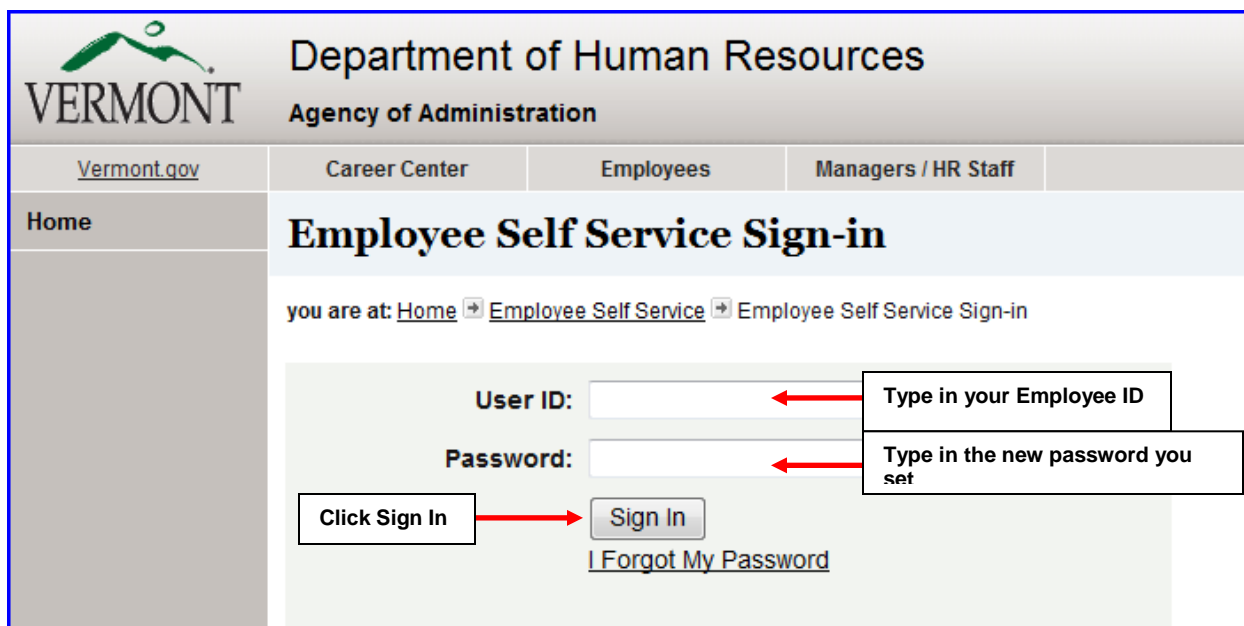 VERMONT
Department of Human Resources
Agency of Administration
Vermont.gov Career Center Employees Managers / HR Staff
Home
Employee Self Service Sign-in
you are at: Home Employee Self Service Employee Self Service Sign-in
User ID:
Type in your Employee ID
Password:
Type in the new password you
set
Click Sign In
Sign In
I Forgot My Password